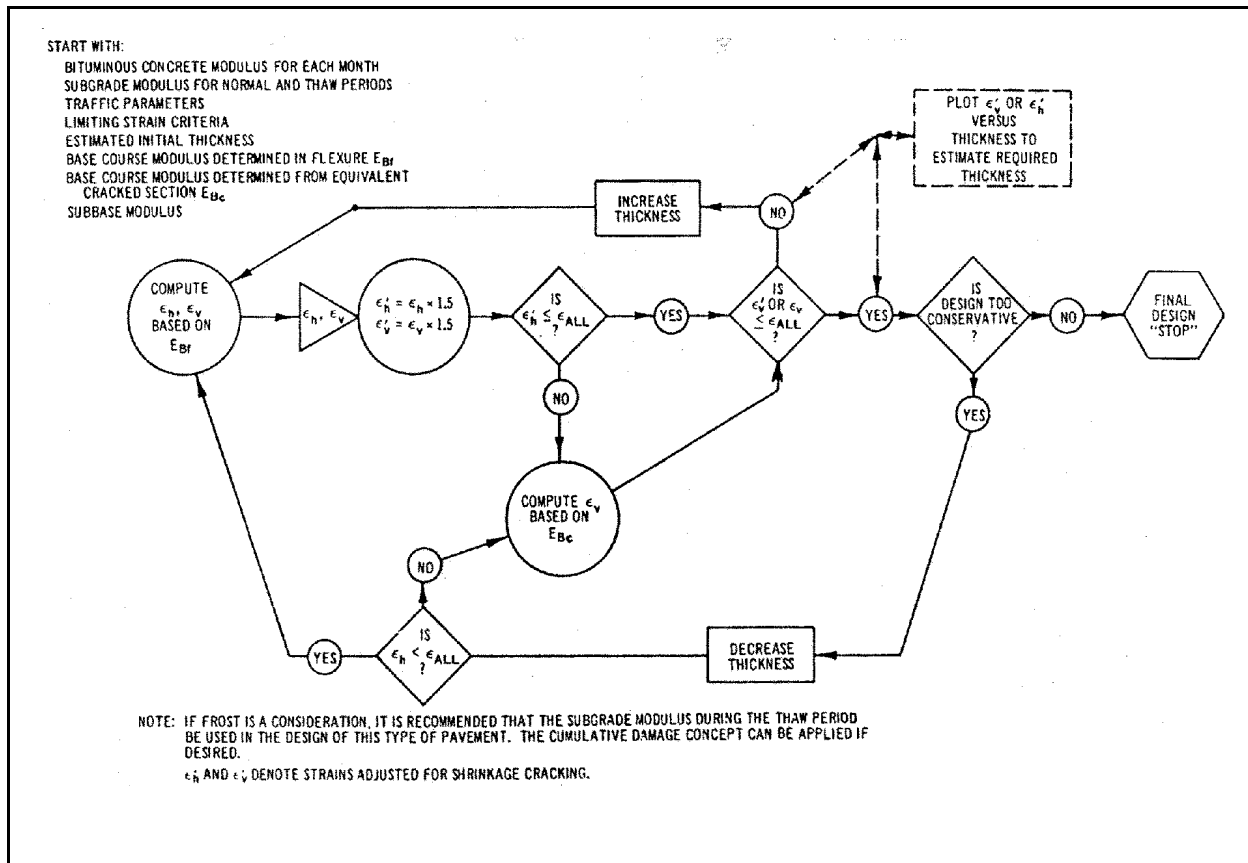 START WITH:
BITUMINOUS CONCRETE MODULUS FOR EACH MONTH
SUBGRADE MODULUS FOR NORMAL AND THAW PERIODS
TRAFFIC PARAMETERS
LIMITING STRAIN CRITERIA
ESTIMATED INITIAL THICKNESS
BASE COURSE MODULUS DETERMINED IN FLEXURE E_Bf
BASE COURSE MODULUS DETERMINED FROM EQUIVALENT
CRACKED SECTION E_Bc
SUBBASE MODULUS
PLOT ϵ′_v OR ϵ′_h
VERSUS
THICKNESS TO
ESTIMATE REQUIRED
THICKNESS
INCREASE
THICKNESS
NO
COMPUTE
ϵ_h, ϵ_v
BASED ON
E_Bf
ϵ_h, ϵ_v
ϵ′_h = ϵ_h × 1.5
ϵ′_v = ϵ_v × 1.5
IS
ϵ′_h ≤ ϵ_ALL
?
YES
IS
ϵ′_v OR ϵ_v
≤ ϵ_ALL
?
YES
IS
DESIGN TOO
CONSERVATIVE
?
NO
FINAL
DESIGN
"STOP"
NO
YES
COMPUTE ϵ_v
BASED ON
E_Bc
NO
IS
ϵ_h < ϵ_ALL
?
YES
DECREASE
THICKNESS
NOTE: IF FROST IS A CONSIDERATION, IT IS RECOMMENDED THAT THE SUBGRADE MODULUS DURING THE THAW PERIOD
BE USED IN THE DESIGN OF THIS TYPE OF PAVEMENT. THE CUMULATIVE DAMAGE CONCEPT CAN BE APPLIED IF
DESIRED.
ϵ′_h AND ϵ′_v DENOTE STRAINS ADJUSTED FOR SHRINKAGE CRACKING.